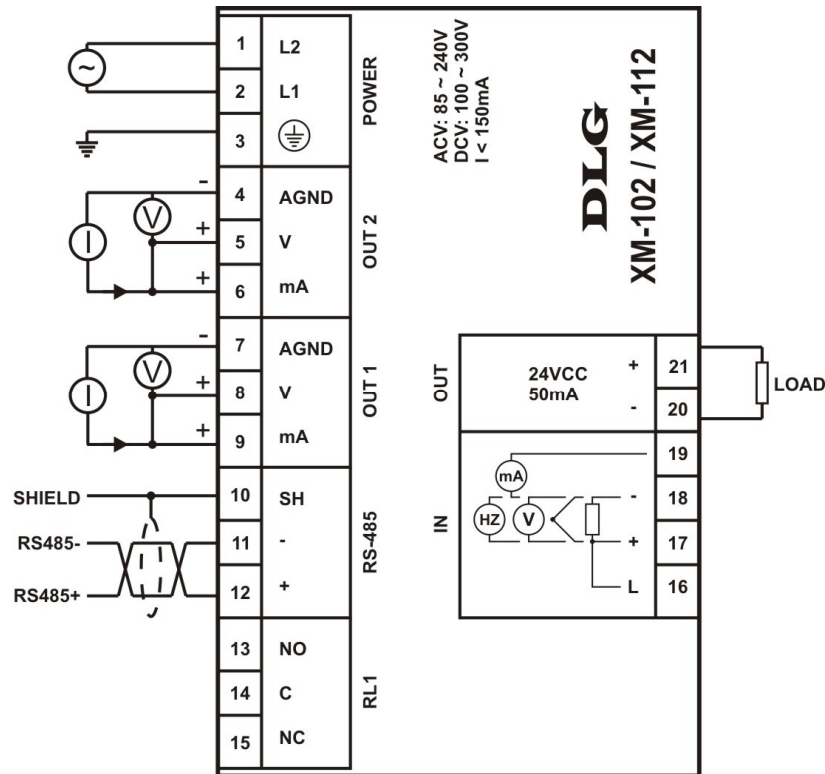 1 L2
2 L1
3
POWER
- 4 AGND
V + 5 V
I + 6 mA
OUT 2
- 7 AGND
V + 8 V
I + 9 mA
OUT 1
SHIELD 10 SH
RS485- 11 -
RS485+ 12 +
RS-485
13 NO
14 C
15 NC
RL1
ACV: 85 ~ 240V
DCV: 100 ~ 300V
I < 150mA
DLG
XM-102 / XM-112
OUT
24VCC + 21
50mA - 20
LOAD
IN
19
mA
- 18
HZ V
+ 17
L 16